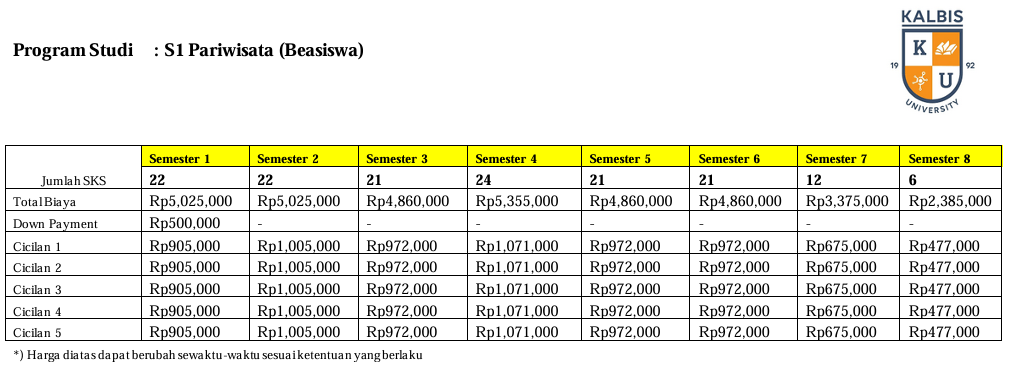 KALBIS
Program Studi : S1 Pariwisata (Beasiswa)
K
19 92
U
UNIVERSITY
Semester 1 Semester 2 Semester 3 Semester 4 Semester 5 Semester 6 Semester 7 Semester 8
Jumlah SKS 22 22 21 24 21 21 12 6
Total Biaya Rp5,025,000 Rp5,025,000 Rp4,860,000 Rp5,355,000 Rp4,860,000 Rp4,860,000 Rp3,375,000 Rp2,385,000
Down Payment Rp500,000 - - - - - - -
Cicilan 1 Rp905,000 Rp1,005,000 Rp972,000 Rp1,071,000 Rp972,000 Rp972,000 Rp675,000 Rp477,000
Cicilan 2 Rp905,000 Rp1,005,000 Rp972,000 Rp1,071,000 Rp972,000 Rp972,000 Rp675,000 Rp477,000
Cicilan 3 Rp905,000 Rp1,005,000 Rp972,000 Rp1,071,000 Rp972,000 Rp972,000 Rp675,000 Rp477,000
Cicilan 4 Rp905,000 Rp1,005,000 Rp972,000 Rp1,071,000 Rp972,000 Rp972,000 Rp675,000 Rp477,000
Cicilan 5 Rp905,000 Rp1,005,000 Rp972,000 Rp1,071,000 Rp972,000 Rp972,000 Rp675,000 Rp477,000
*) Harga diatas dapat berubah sewaktu-waktu sesuai ketentuan yang berlaku